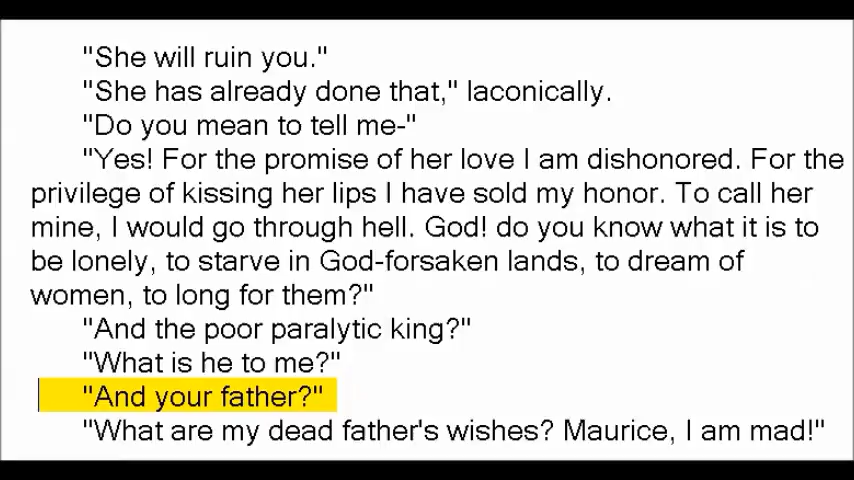 "She will ruin you."
"She has already done that," laconically.
"Do you mean to tell me-"
"Yes! For the promise of her love I am dishonored. For the
privilege of kissing her lips I have sold my honor. To call her
mine, I would go through hell. God! do you know what it is to
be lonely, to starve in God-forsaken lands, to dream of
women, to long for them?"
"And the poor paralytic king?"
"What is he to me?"
"And your father?"
"What are my dead father's wishes? Maurice, I am mad!"